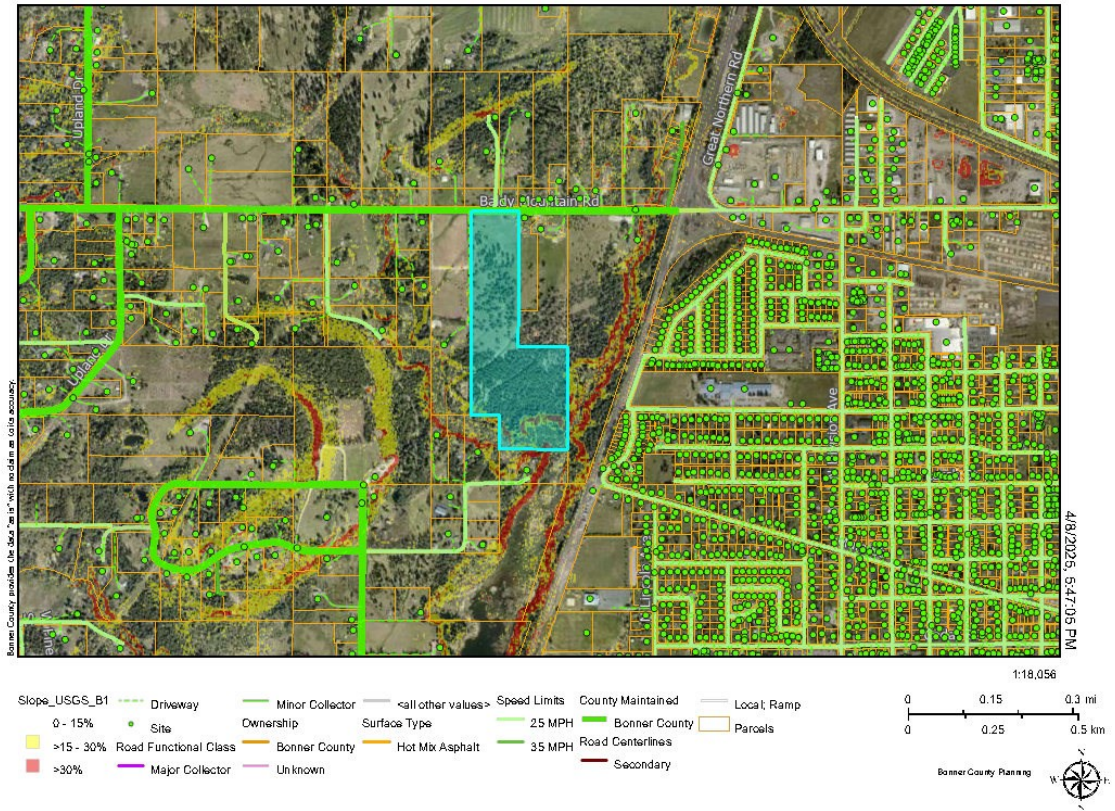 Upland Dr
Great Northern Rd
Baldy Mountain Rd
Upland Dr
Bonner County provides this data "as is" with no claim as to its accuracy.
4/8/2025, 5:47:05 PM
1:18,056
Slope_USGS_B1
0 - 15%
>15 - 30%
>30%
Driveway
Site
Road Functional Class
Major Collector
Minor Collector
Ownership
Bonner County
Unknown
<all other values>
Surface Type
Hot Mix Asphalt
Speed Limits
25 MPH
35 MPH
County Maintained
Bonner County
Road Centerlines
Secondary
Local; Ramp
Parcels
0 0.15 0.3 mi
0 0.25 0.5 km
Bonner County Planning
N
W E